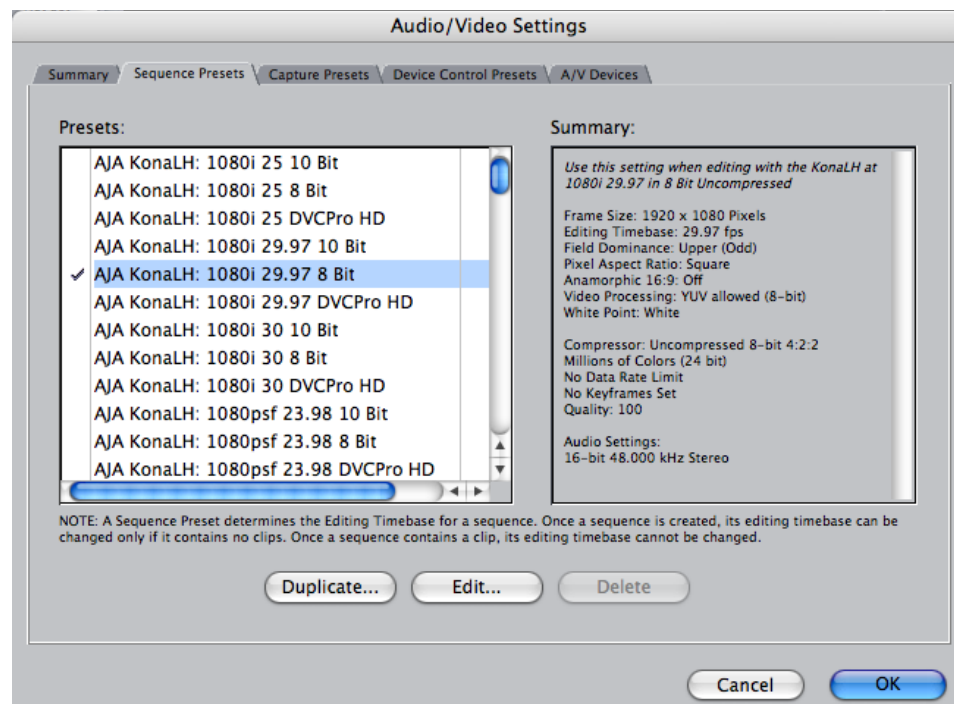 Audio/Video Settings
Summary
Sequence Presets
Capture Presets
Device Control Presets
A/V Devices
Presets:
AJA KonaLH: 1080i 25 10 Bit
AJA KonaLH: 1080i 25 8 Bit
AJA KonaLH: 1080i 25 DVCPro HD
AJA KonaLH: 1080i 29.97 10 Bit
AJA KonaLH: 1080i 29.97 8 Bit
AJA KonaLH: 1080i 29.97 DVCPro HD
AJA KonaLH: 1080i 30 10 Bit
AJA KonaLH: 1080i 30 8 Bit
AJA KonaLH: 1080i 30 DVCPro HD
AJA KonaLH: 1080psf 23.98 10 Bit
AJA KonaLH: 1080psf 23.98 8 Bit
AJA KonaLH: 1080psf 23.98 DVCPro HD
Summary:
Use this setting when editing with the KonaLH at
1080i 29.97 in 8 Bit Uncompressed
Frame Size: 1920 x 1080 Pixels
Editing Timebase: 29.97 fps
Field Dominance: Upper (Odd)
Pixel Aspect Ratio: Square
Anamorphic 16:9: Off
Video Processing: YUV allowed (8-bit)
White Point: White
Compressor: Uncompressed 8-bit 4:2:2
Millions of Colors (24 bit)
No Data Rate Limit
No Keyframes Set
Quality: 100
Audio Settings:
16-bit 48.000 kHz Stereo
NOTE: A Sequence Preset determines the Editing Timebase for a sequence. Once a sequence is created, its editing timebase can be
changed only if it contains no clips. Once a sequence contains a clip, its editing timebase cannot be changed.
Duplicate...
Edit...
Delete
Cancel
OK